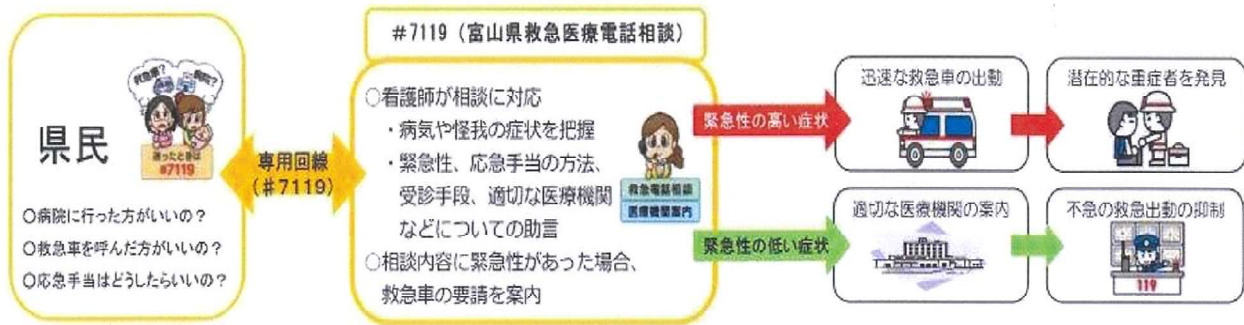 救急車?
病院?
迷ったときは
#7119
県民
○病院に行った方がいいの?
○救急車を呼んだ方がいいの?
○応急手当はどうしたらいいの?
専用回線
(#7119)
#7119(富山県救急医療電話相談)
○看護師が相談に対応
・病気や怪我の症状を把握
・緊急性、応急手当の方法、
受診手段、適切な医療機関
などについての助言
○相談内容に緊急性があった場合、
救急車の要請を案内
救急電話相談
医療機関案内
緊急性の高い症状
迅速な救急車の出動
潜在的な重症者を発見
緊急性の低い症状
適切な医療機関の案内
不急の救急出動の抑制
119